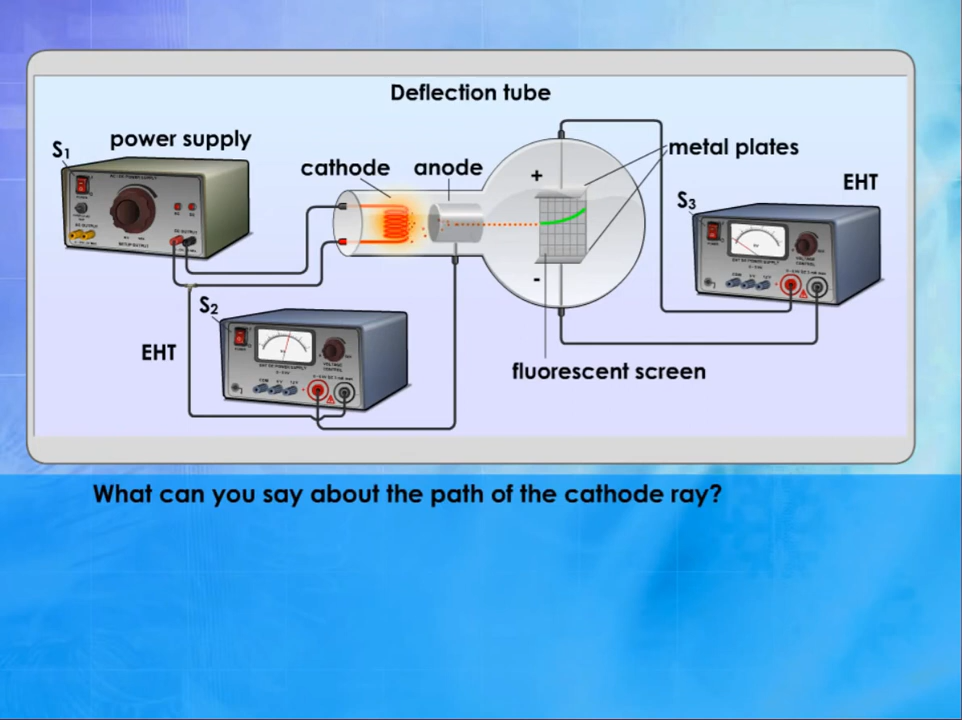 Deflection tube
S1
power supply
cathode
anode
metal plates
+
EHT
S3
-
S2
EHT
fluorescent screen
What can you say about the path of the cathode ray?